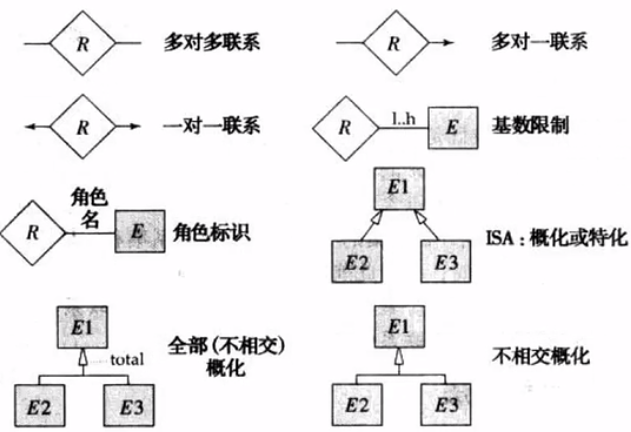 R 多对多联系
R 多对一联系
R 一对一联系
R l..h E 基数限制
角色
名
R E 角色标识
E1
E2 E3
ISA：概化或特化
E1
total
E2 E3
全部(不相交)
概化
E1
E2 E3
不相交概化